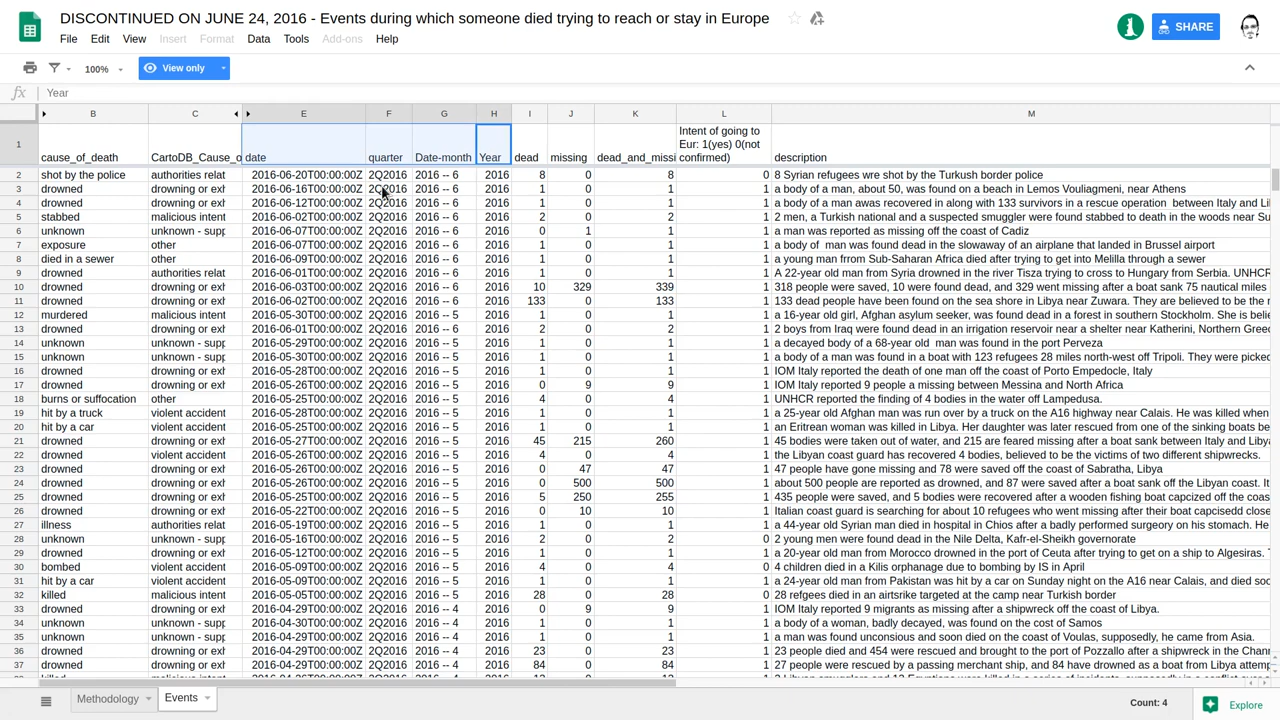 DISCONTINUED ON JUNE 24, 2016 - Events during which someone died trying to reach or stay in Europe
File Edit View Insert Format Data Tools Add-ons Help
SHARE
100% View only
fx Year
B C E F G H I J K L M
1 cause_of_death CartoDB_Cause_o date quarter Date-month Year dead missing dead_and_missi Intent of going to Eur: 1(yes) 0(not confirmed) description
2 shot by the police authorities relat 2016-06-20T00:00:00Z 2Q2016 2016 -- 6 2016 8 0 8 0 8 Syrian refugees wre shot by the Turkush border police
3 drowned drowning or exh 2016-06-16T00:00:00Z 2Q2016 2016 -- 6 2016 1 0 1 1 a body of a man, about 50, was found on a beach in Lemos Vouliagmeni, near Athens
4 drowned drowning or exh 2016-06-12T00:00:00Z 2Q2016 2016 -- 6 2016 1 0 1 1 a body of a man awas recovered in along with 133 survivors in a rescue operation between Italy and Li
5 stabbed malicious intent 2016-06-02T00:00:00Z 2Q2016 2016 -- 6 2016 2 0 2 1 2 men, a Turkish national and a suspected smuggler were found stabbed to death in the woods near Su
6 unknown unknown - supp 2016-06-07T00:00:00Z 2Q2016 2016 -- 6 2016 0 1 1 1 a man was reported as missing off the coast of Cadiz
7 exposure other 2016-06-07T00:00:00Z 2Q2016 2016 -- 6 2016 1 0 1 1 a body of man was found dead in the slowaway of an airplane that landed in Brussel airport
8 died in a sewer other 2016-06-09T00:00:00Z 2Q2016 2016 -- 6 2016 1 0 1 1 a young man frrom Sub-Saharan Africa died after trying to get into Melilla through a sewer
9 drowned authorities relat 2016-06-01T00:00:00Z 2Q2016 2016 -- 6 2016 1 0 1 1 A 22-year old man from Syria drowned in the river Tisza trying to cross to Hungary from Serbia. UNHCR
10 drowned drowning or exh 2016-06-03T00:00:00Z 2Q2016 2016 -- 6 2016 10 329 339 1 318 people were saved, 10 were found dead, and 329 went missing after a boat sank 75 nautical miles
11 drowned drowning or exh 2016-06-03T00:00:00Z 2Q2016 2016 -- 6 2016 133 0 133 1 133 dead people have been found on the sea shore in Libya near Zuwara. They are believed to be the r
12 murdered malicious intent 2016-05-30T00:00:00Z 2Q2016 2016 -- 5 2016 1 0 1 1 a 16-year old girl, Afghan asylum seeker, was found dead in a forest in southern Stockholm. She is belie
13 drowned drowning or exh 2016-06-01T00:00:00Z 2Q2016 2016 -- 6 2016 2 0 2 1 2 boys from Iraq were found dead in an irrigation reservoir near a shelter near Katherini, Northern Greec
14 unknown unknown - supp 2016-05-29T00:00:00Z 2Q2016 2016 -- 5 2016 1 0 1 1 a decayed body of a 68-year old man was found in the port Perveza
15 unknown unknown - supp 2016-05-30T00:00:00Z 2Q2016 2016 -- 5 2016 1 0 1 1 a body of a man was found in a boat with 123 refugees 28 miles north-west off Tripoli. They were picked
16 drowned drowning or exh 2016-05-28T00:00:00Z 2Q2016 2016 -- 5 2016 1 0 1 1 IOM Italy reported the death of one man off the coast of Porto Empedocle, Italy
17 drowned drowning or exh 2016-05-28T00:00:00Z 2Q2016 2016 -- 5 2016 0 9 9 1 IOM Italy reported 9 people a missing between Messina and North Africa
18 burns or suffocation other 2016-05-25T00:00:00Z 2Q2016 2016 -- 5 2016 4 0 4 1 UNHCR reported the finding of 4 bodies in the water off Lampedusa.
19 hit by a truck violent accident 2016-05-28T00:00:00Z 2Q2016 2016 -- 5 2016 1 0 1 1 a 25-year old Afghan man was run over by a truck on the A16 highway near Calais. He was killed when
20 hit by a car violent accident 2016-05-25T00:00:00Z 2Q2016 2016 -- 5 2016 1 0 1 1 an Eritrean woman was killed in Libya. Her daughter was later rescued from one of the sinking boats be
21 drowned drowning or exh 2016-05-27T00:00:00Z 2Q2016 2016 -- 5 2016 45 215 260 1 45 bodies were taken out of water, and 215 are feared missing after a boat sank between Italy and Liby
22 drowned violent accident 2016-05-26T00:00:00Z 2Q2016 2016 -- 5 2016 4 0 4 1 the Libyan coast guard has recovered 4 bodies, believed to be the victims of two different shipwrecks.
23 drowned drowning or exh 2016-05-26T00:00:00Z 2Q2016 2016 -- 5 2016 0 47 47 1 47 people have gone missing and 78 were saved off the coast of Sabratha, Libya
24 drowned drowning or exh 2016-05-26T00:00:00Z 2Q2016 2016 -- 5 2016 0 500 500 1 about 500 people are reported as drowned, and 87 were saved after a boat sank off the Libyan coast. It
25 drowned drowning or exh 2016-05-25T00:00:00Z 2Q2016 2016 -- 5 2016 5 250 255 1 435 people were saved, and 5 bodies were recovered after a wooden fishing boat capcized off the coas
26 drowned drowning or exh 2016-05-22T00:00:00Z 2Q2016 2016 -- 5 2016 0 10 10 1 Italian coast guard is searching for about 10 refugees who went missing after their boat capcisedd close
27 illness authorities relat 2016-05-19T00:00:00Z 2Q2016 2016 -- 5 2016 1 0 1 1 a 44-year old Syrian man died in hospital in Chios after a badly performed surgery on his stomach. He
28 unknown unknown - supp 2016-05-16T00:00:00Z 2Q2016 2016 -- 5 2016 2 0 2 0 2 young men were found dead in the Nile Delta, Kafr-el-Sheikh governorate
29 drowned drowning or exh 2016-05-12T00:00:00Z 2Q2016 2016 -- 5 2016 1 0 1 1 a 20-year old man from Morocco drowned in the port of Ceuta after trying to get on a ship to Algesiras. T
30 bombed violent accident 2016-05-09T00:00:00Z 2Q2016 2016 -- 5 2016 4 0 4 0 4 children died in a Kilis orphanage due to bombing by IS in April
31 hit by a car violent accident 2016-05-09T00:00:00Z 2Q2016 2016 -- 5 2016 1 0 1 1 a 24-year old man from Pakistan was hit by a car on Sunday night on the A16 near Calais, and died soo
32 killed malicious intent 2016-05-05T00:00:00Z 2Q2016 2016 -- 5 2016 28 0 28 0 28 refgees died in an airtsrike targeted at the camp near Turkish border
33 drowned drowning or exh 2016-04-29T00:00:00Z 2Q2016 2016 -- 4 2016 0 9 9 1 IOM Italy reported 9 migrants as missing after a shipwreck off the coast of Libya.
34 unknown unknown - supp 2016-04-30T00:00:00Z 2Q2016 2016 -- 4 2016 1 0 1 1 a body of a woman, badly decayed, was found on the cost of Samos
35 unknown unknown - supp 2016-04-29T00:00:00Z 2Q2016 2016 -- 4 2016 1 0 1 1 a man was found unconsious and soon died on the coast of Voulas, supposedly, he came from Asia.
36 drowned drowning or exh 2016-04-29T00:00:00Z 2Q2016 2016 -- 4 2016 23 0 23 1 23 people died and 454 were rescued and brought to the port of Pozzallo after a shipwreck in the Chann
37 drowned drowning or exh 2016-04-29T00:00:00Z 2Q2016 2016 -- 4 2016 84 0 84 1 27 people were rescued by a passing merchant ship, and 84 have drowned as a boat from Libya attemp
Methodology Events Count: 4 Explore